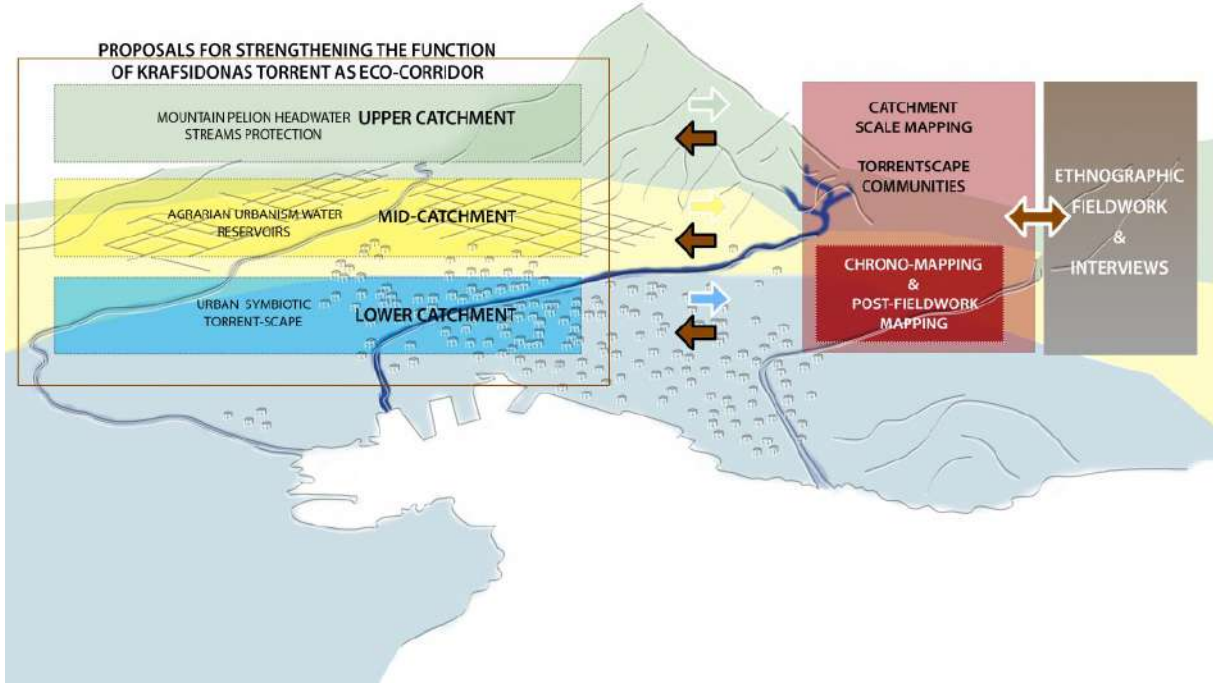 PROPOSALS FOR STRENGTHENING THE FUNCTION
OF KRAFSIDONAS TORRENT AS ECO-CORRIDOR
MOUNTAIN PELION HEADWATER
STREAMS PROTECTION
UPPER CATCHMENT
AGRARIAN URBANISM WATER
RESERVOIRS
MID-CATCHMENT
URBAN SYMBIOTIC
TORRENT-SCAPE
LOWER CATCHMENT
CATCHMENT
SCALE MAPPING
TORRENTSCAPE
COMMUNITIES
CHRONO-MAPPING
&
POST-FIELDWORK
MAPPING
ETHNOGRAPHIC
FIELDWORK
&
INTERVIEWS